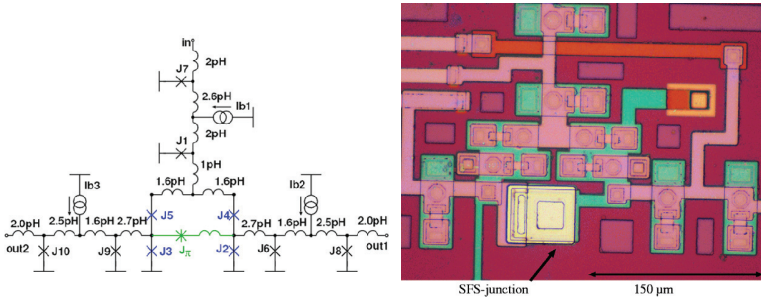 in
2pH
J7
2.6pH
Ib1
2pH
J1
1pH
1.6pH 1.6pH
Ib3
Ib2
2.0pH 2.5pH 1.6pH 2.7pH
J5 J4
2.7pH 1.6pH 2.5pH 2.0pH
out2 J10 J9 J3 Jπ J2 J6 J8 out1
SFS-junction
150 μm